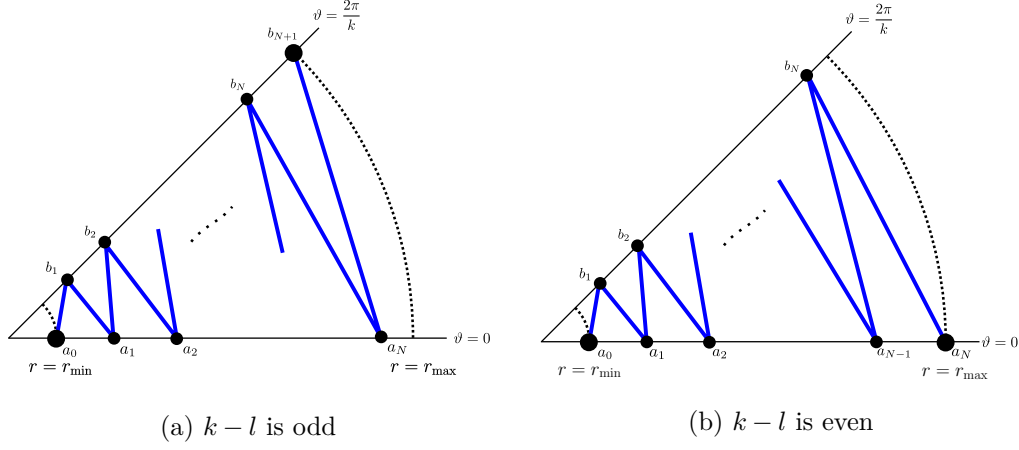 ϑ = 2π/k
b_{N+1}
b_N
b_2
b_1
a_0
a_1
a_2
a_N
ϑ = 0
r = r_min
r = r_max
(a) k − l is odd
ϑ = 2π/k
b_N
b_2
b_1
a_0
a_1
a_2
a_{N−1}
a_N
ϑ = 0
r = r_min
r = r_max
(b) k − l is even